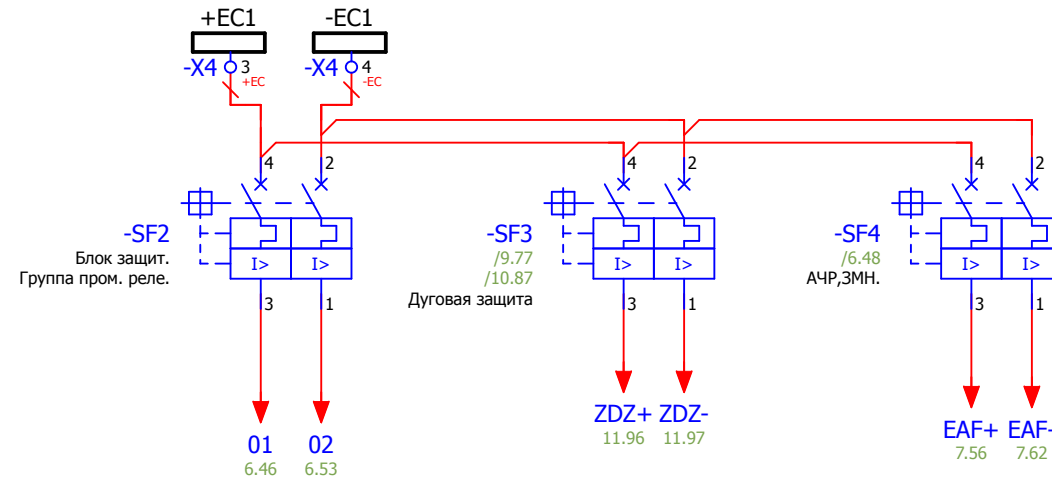 +EC1
-EC1
-X4 3
+EC
-X4 4
-EC
4
2
4
2
4
2
-SF2
Блок защит.
Группа пром. реле.
I> I>
-SF3
/9.77
/10.87
Дуговая защита
I> I>
-SF4
/6.48
АЧР,ЗМН.
I> I>
3
1
3
1
3
1
01 02
6.46 6.53
ZDZ+ ZDZ-
11.96 11.97
EAF+ EAF-
7.56 7.62